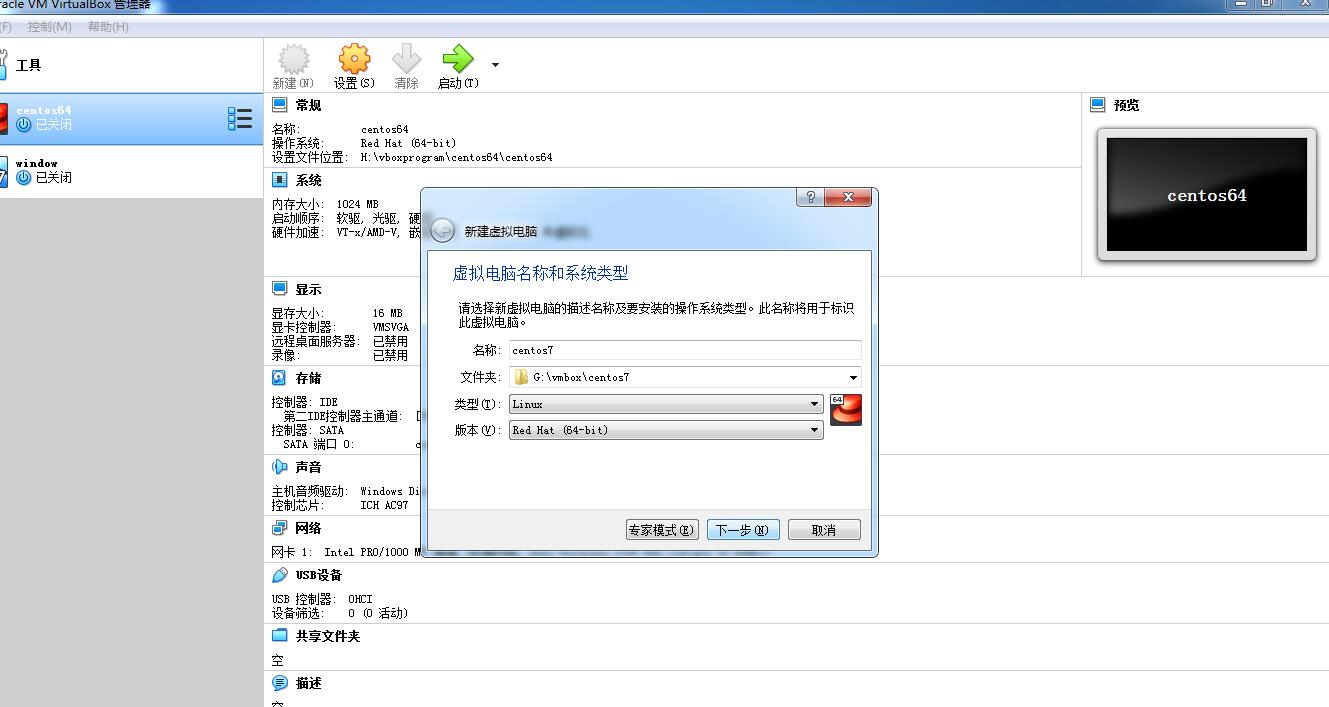 racle VM VirtualBox 管理器
(F) 控制(M) 帮助(H)
工具
新建(N) 设置(S) 清除 启动(T)
centos64
已关闭
window
已关闭
常规
名称: centos64
操作系统: Red Hat (64-bit)
设置文件位置: H:\vboxprogram\centos64\centos64
系统
内存大小: 1024 MB
启动顺序: 软驱, 光驱, 硬
硬件加速: VT-x/AMD-V, 嵌
显示
显存大小: 16 MB
显卡控制器: VMSVGA
远程桌面服务器: 已禁用
录像: 已禁用
存储
控制器: IDE
第二IDE控制器主通道: [
控制器: SATA
SATA 端口 0: c
声音
主机音频驱动: Windows Di
控制芯片: ICH AC97
网络
网卡 1: Intel PRO/1000 M
USB设备
USB 控制器: OHCI
设备筛选: 0 (0 活动)
共享文件夹
空
描述
预览
centos64
?
新建虚拟电脑
虚拟电脑名称和系统类型
请选择新虚拟电脑的描述名称及要安装的操作系统类型。此名称将用于标识
此虚拟电脑。
名称: centos7
文件夹: G:\vmbox\centos7
类型(T): Linux
64
版本(V): Red Hat (64-bit)
专家模式(E) 下一步(N) 取消